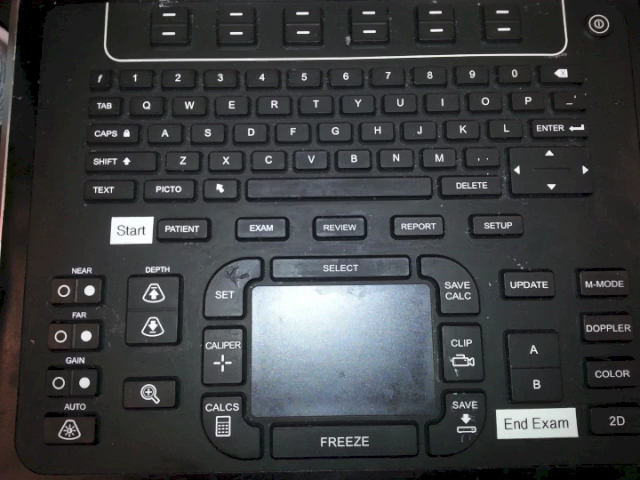 f 1 2 3 4 5 6 7 8 9 0
TAB Q W E R T Y U I O P _ -
CAPS A S D F G H J K L ENTER
SHIFT Z X C V B N M , .
TEXT PICTO DELETE
Start PATIENT EXAM REVIEW REPORT SETUP
NEAR DEPTH SELECT
SET SAVE CALC UPDATE M-MODE
FAR
CALIPER CLIP A DOPPLER
GAIN
B COLOR
AUTO CALCS SAVE
FREEZE End Exam 2D